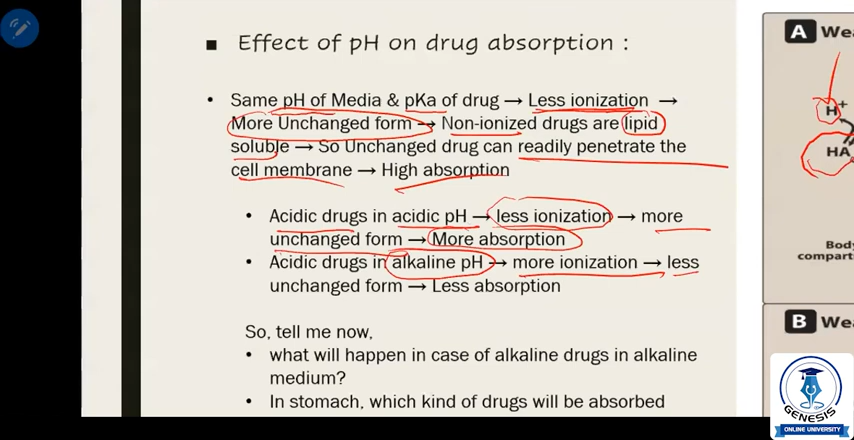 ▪ Effect of pH on drug absorption :
• Same pH of Media & pKa of drug → Less ionization →
More Unchanged form → Non-ionized drugs are lipid
soluble → So Unchanged drug can readily penetrate the
cell membrane → High absorption
• Acidic drugs in acidic pH → less ionization → more
unchanged form → More absorption
• Acidic drugs in alkaline pH → more ionization → less
unchanged form → Less absorption
So, tell me now,
• what will happen in case of alkaline drugs in alkaline
medium?
• In stomach, which kind of drugs will be absorbed
A Wea
H+
HA
Body
comparti
B Wea
GENESIS
ONLINE UNIVERSITY